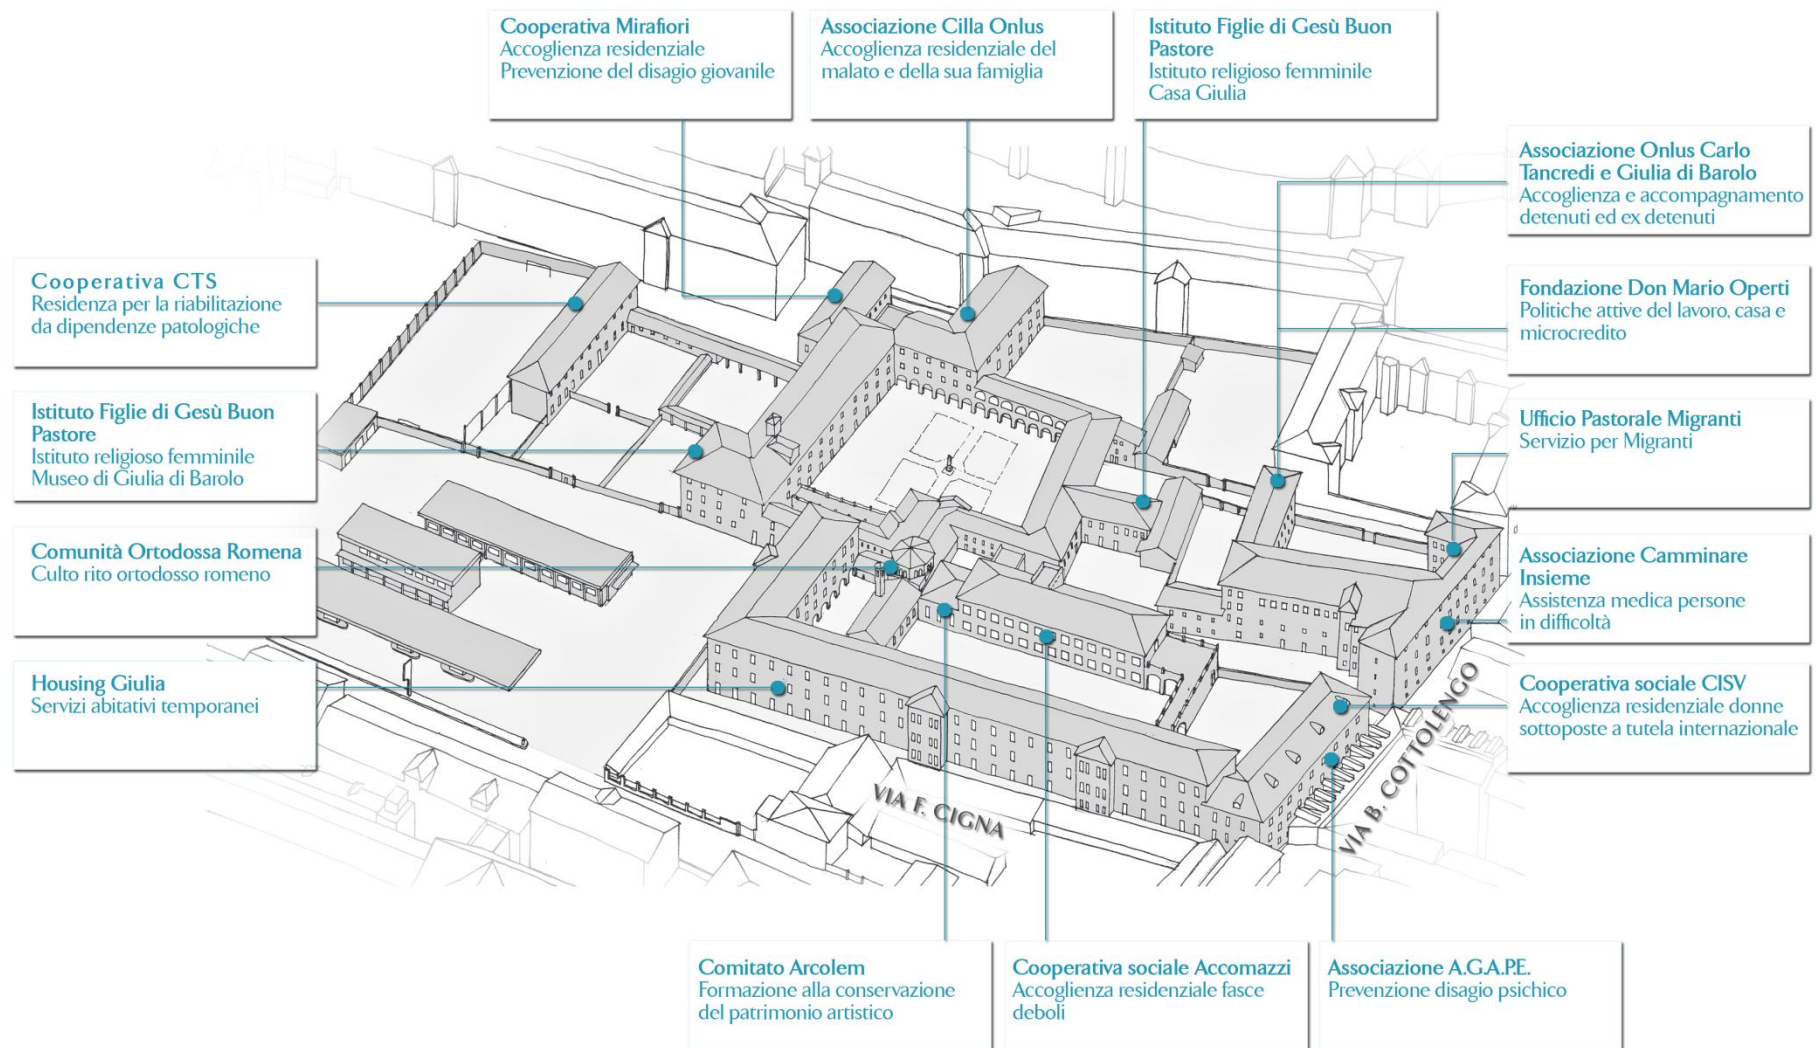 Cooperativa Mirafiori
Accoglienza residenziale
Prevenzione del disagio giovanile
Associazione Cilla Onlus
Accoglienza residenziale del
malato e della sua famiglia
Istituto Figlie di Gesù Buon
Pastore
Istituto religioso femminile
Casa Giulia
Associazione Onlus Carlo
Tancredi e Giulia di Barolo
Accoglienza e accompagnamento
detenuti ed ex detenuti
Cooperativa CTS
Residenza per la riabilitazione
da dipendenze patologiche
Fondazione Don Mario Operti
Politiche attive del lavoro, casa e
microcredito
Istituto Figlie di Gesù Buon
Pastore
Istituto religioso femminile
Museo di Giulia di Barolo
Ufficio Pastorale Migranti
Servizio per Migranti
Comunità Ortodossa Romena
Culto rito ortodosso romeno
Associazione Camminare
Insieme
Assistenza medica persone
in difficoltà
Housing Giulia
Servizi abitativi temporanei
Cooperativa sociale CISV
Accoglienza residenziale donne
sottoposte a tutela internazionale
VIA F. CIGNA
VIA B. COTTOLENGO
Comitato Arcolem
Formazione alla conservazione
del patrimonio artistico
Cooperativa sociale Accomazzi
Accoglienza residenziale fasce
deboli
Associazione A.G.A.P.E.
Prevenzione disagio psichico